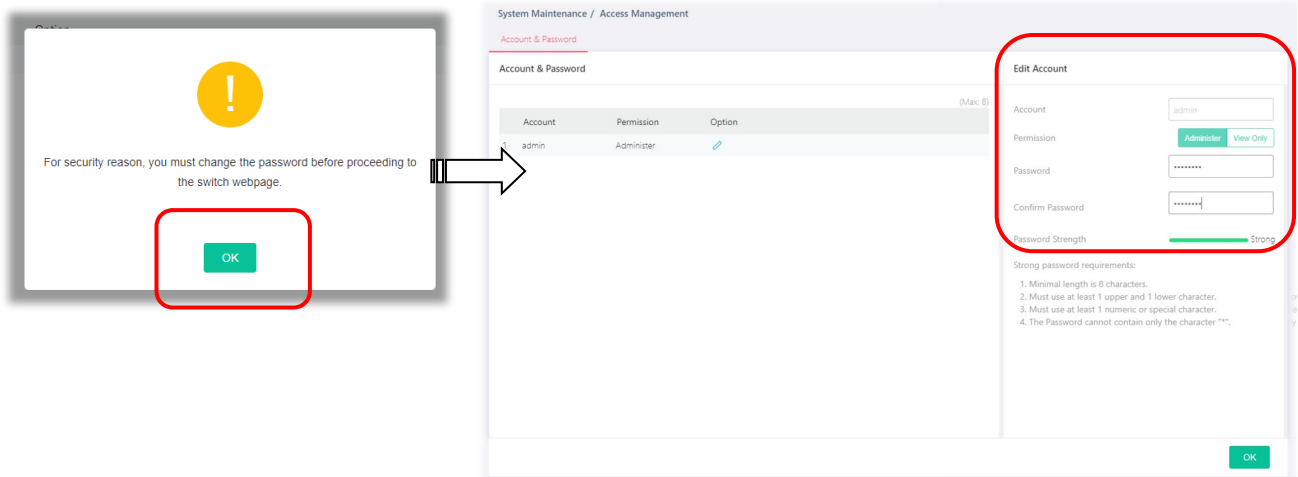 Option
For security reason, you must change the password before proceeding to
the switch webpage.
OK
System Maintenance / Access Management
Account & Password
Account & Password
(Max: 8)
Account Permission Option
1 admin Administer
Edit Account
Account admin
Permission Administer View Only
Password ••••••••
Confirm Password ••••••••
Password Strength Strong
Strong password requirements:
1. Minimal length is 8 characters.
2. Must use at least 1 upper and 1 lower character.
3. Must use at least 1 numeric or special character.
4. The Password cannot contain only the character "*".
OK